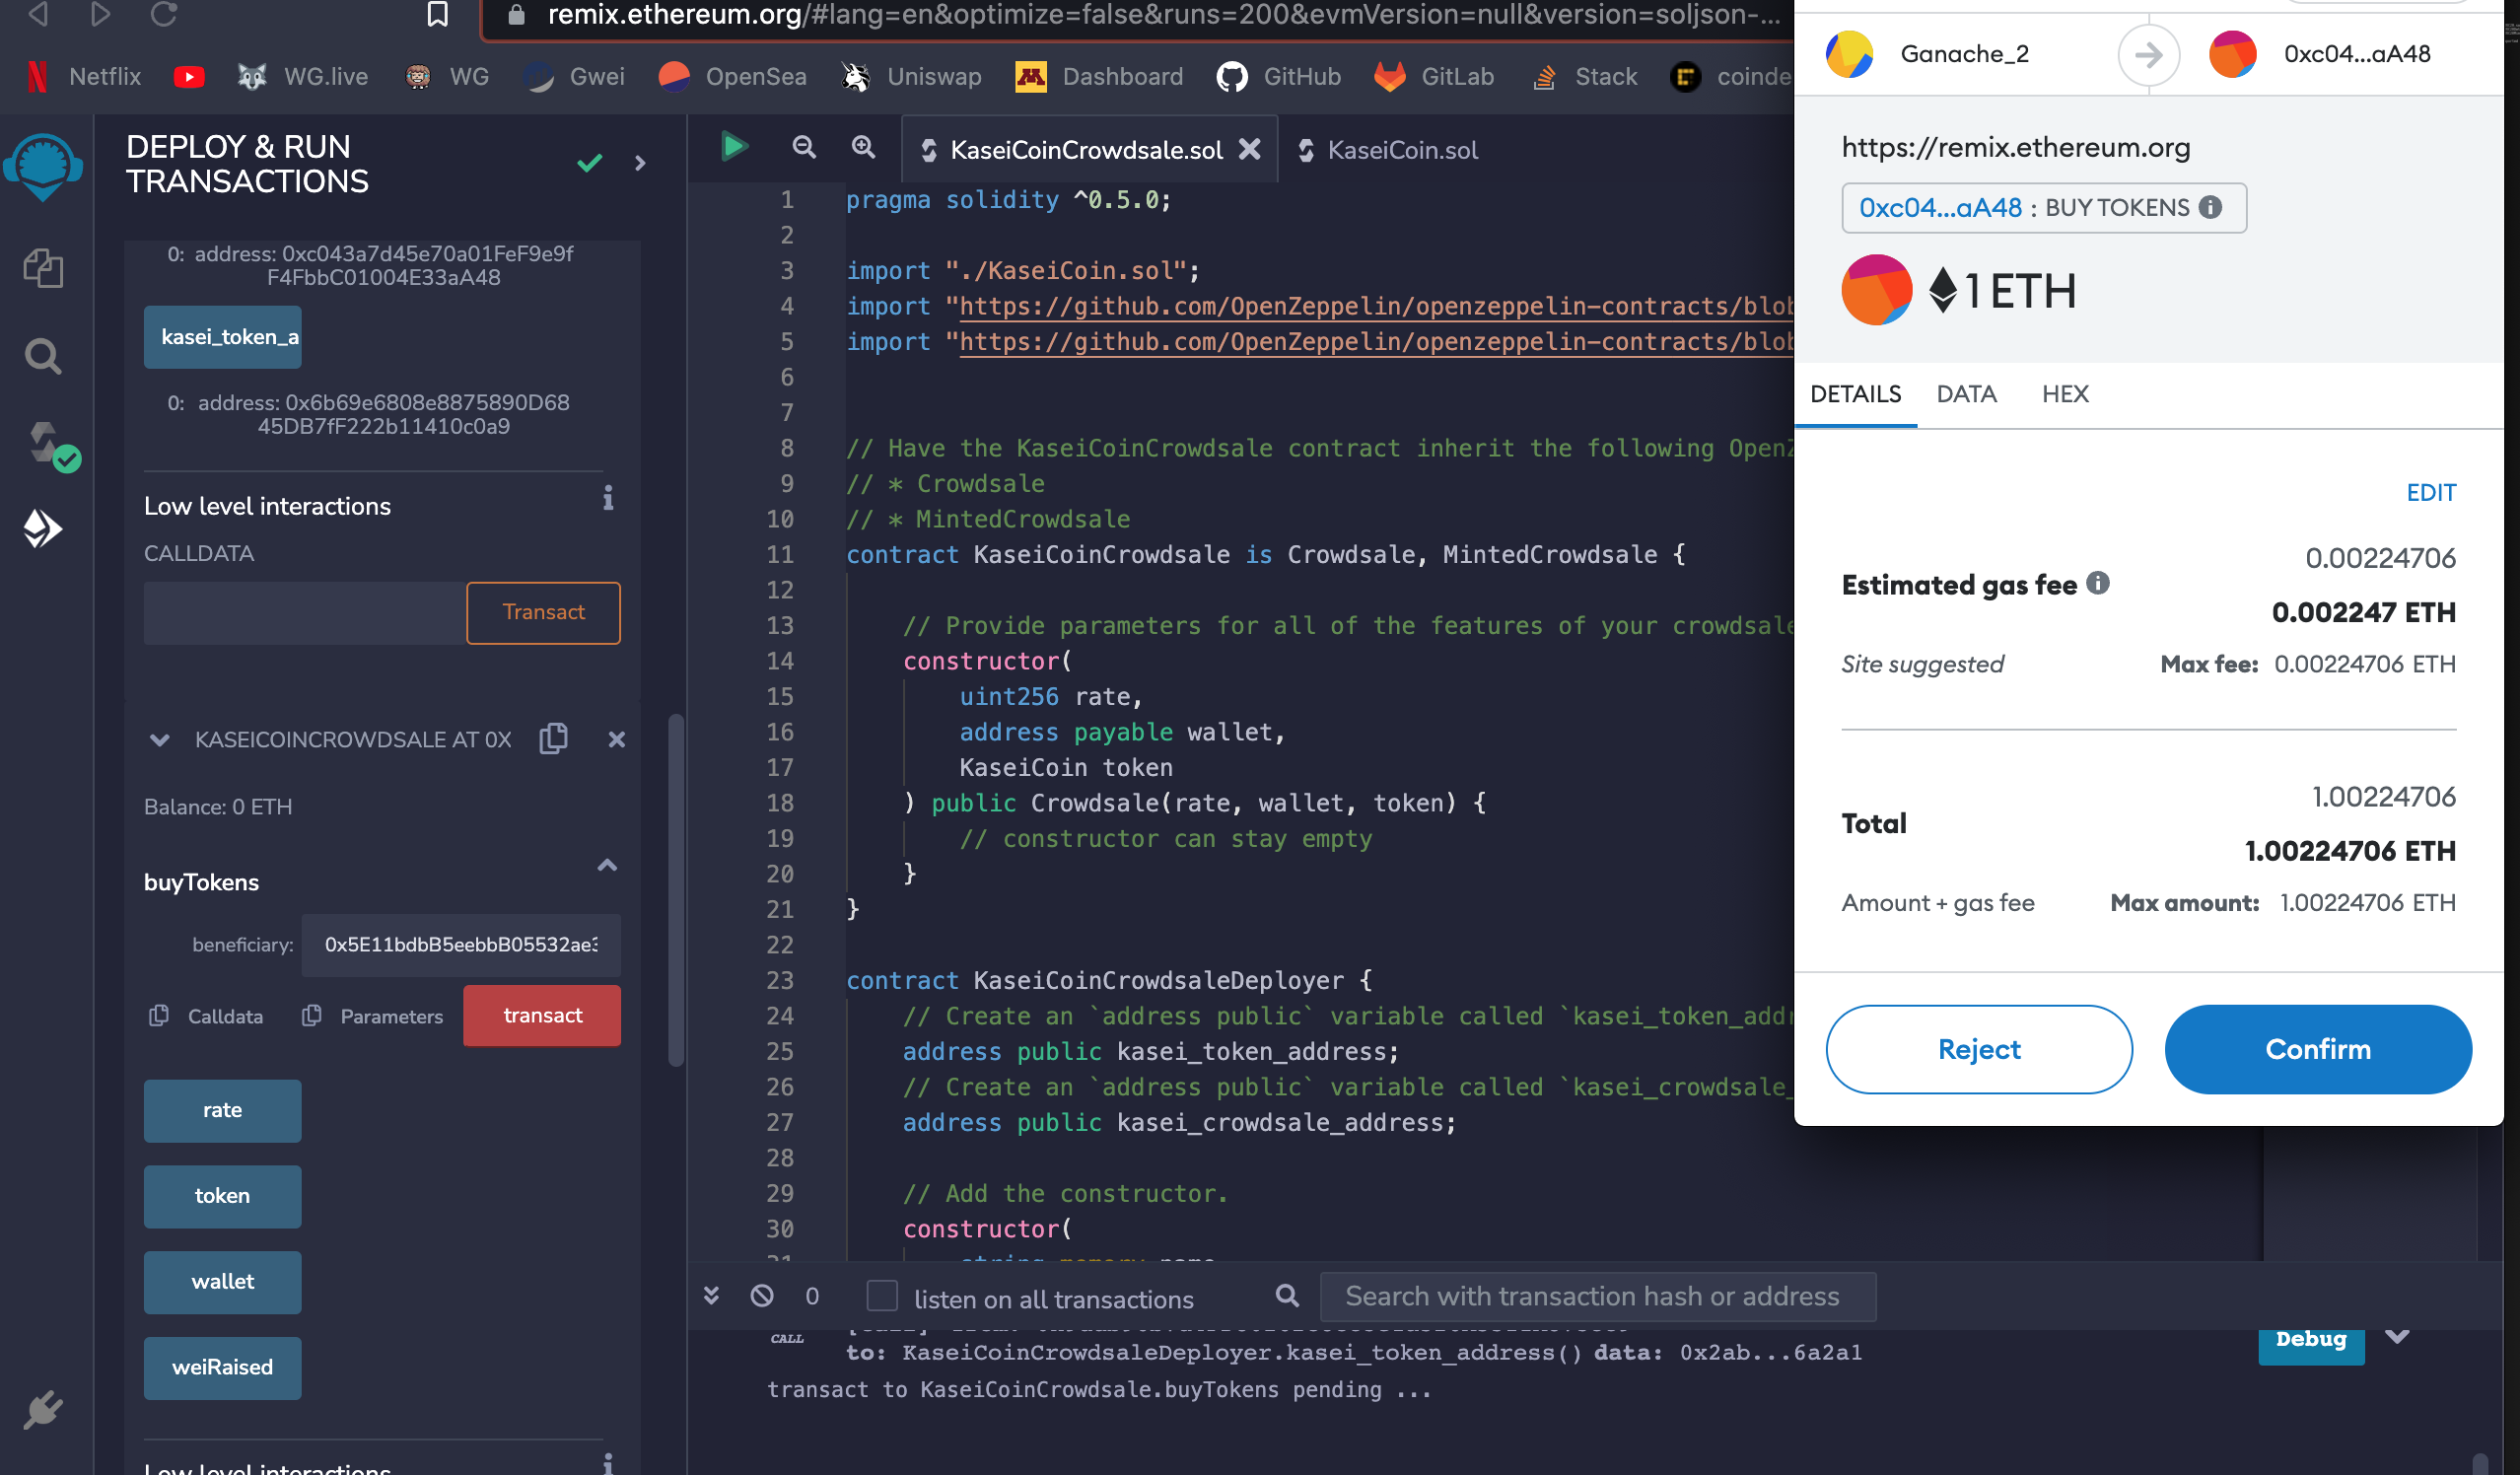 remix.ethereum.org/#lang=en&optimize=false&runs=200&evmVersion=null&version=soljson-...
Netflix
WG.live
WG
Gwei
OpenSea
Uniswap
Dashboard
GitHub
GitLab
Stack
coinde
DEPLOY & RUN
TRANSACTIONS
0: address: 0xc043a7d45e70a01FeF9e9f
F4FbbC01004E33aA48
kasei_token_a
0: address: 0x6b69e6808e8875890D68
45DB7fF222b11410c0a9
Low level interactions
CALLDATA
Transact
KASEICOINCROWDSALE AT 0X
Balance: 0 ETH
buyTokens
beneficiary: 0x5E11bdbB5eebbB05532ae3
Calldata
Parameters
transact
rate
token
wallet
weiRaised
Low level interactions
KaseiCoinCrowdsale.sol
KaseiCoin.sol
1 pragma solidity ^0.5.0;
2
3 import "./KaseiCoin.sol";
4 import "https://github.com/OpenZeppelin/openzeppelin-contracts/blob
5 import "https://github.com/OpenZeppelin/openzeppelin-contracts/blob
6
7
8 // Have the KaseiCoinCrowdsale contract inherit the following OpenZ
9 // * Crowdsale
10 // * MintedCrowdsale
11 contract KaseiCoinCrowdsale is Crowdsale, MintedCrowdsale {
12
13 // Provide parameters for all of the features of your crowdsale
14 constructor(
15 uint256 rate,
16 address payable wallet,
17 KaseiCoin token
18 ) public Crowdsale(rate, wallet, token) {
19 // constructor can stay empty
20 }
21 }
22
23 contract KaseiCoinCrowdsaleDeployer {
24 // Create an `address public` variable called `kasei_token_addr
25 address public kasei_token_address;
26 // Create an `address public` variable called `kasei_crowdsale_
27 address public kasei_crowdsale_address;
28
29 // Add the constructor.
30 constructor(
31 string memory name
0
listen on all transactions
Search with transaction hash or address
CALL
to: KaseiCoinCrowdsaleDeployer.kasei_token_address() data: 0x2ab...6a2a1
Debug
transact to KaseiCoinCrowdsale.buyTokens pending ...
Ganache_2
0xc04...aA48
https://remix.ethereum.org
0xc04...aA48 : BUY TOKENS
1 ETH
DETAILS
DATA
HEX
EDIT
0.00224706
Estimated gas fee
0.002247 ETH
Site suggested
Max fee: 0.00224706 ETH
1.00224706
Total
1.00224706 ETH
Amount + gas fee
Max amount: 1.00224706 ETH
Reject
Confirm